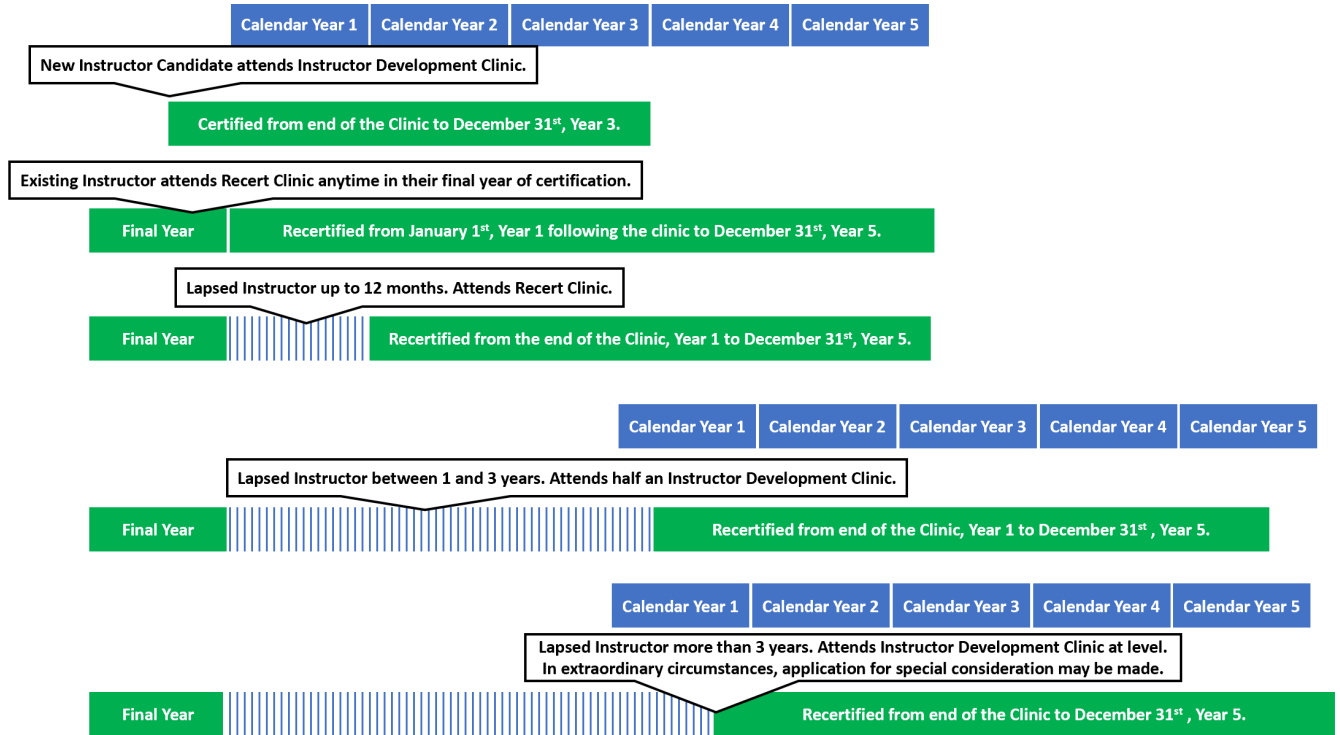 Calendar Year 1 Calendar Year 2 Calendar Year 3 Calendar Year 4 Calendar Year 5
New Instructor Candidate attends Instructor Development Clinic.
Certified from end of the Clinic to December 31st, Year 3.
Existing Instructor attends Recert Clinic anytime in their final year of certification.
Final Year Recertified from January 1st, Year 1 following the clinic to December 31st, Year 5.
Lapsed Instructor up to 12 months. Attends Recert Clinic.
Final Year Recertified from the end of the Clinic, Year 1 to December 31st, Year 5.
Calendar Year 1 Calendar Year 2 Calendar Year 3 Calendar Year 4 Calendar Year 5
Lapsed Instructor between 1 and 3 years. Attends half an Instructor Development Clinic.
Final Year Recertified from end of the Clinic, Year 1 to December 31st , Year 5.
Calendar Year 1 Calendar Year 2 Calendar Year 3 Calendar Year 4 Calendar Year 5
Lapsed Instructor more than 3 years. Attends Instructor Development Clinic at level.
In extraordinary circumstances, application for special consideration may be made.
Final Year Recertified from end of the Clinic to December 31st , Year 5.